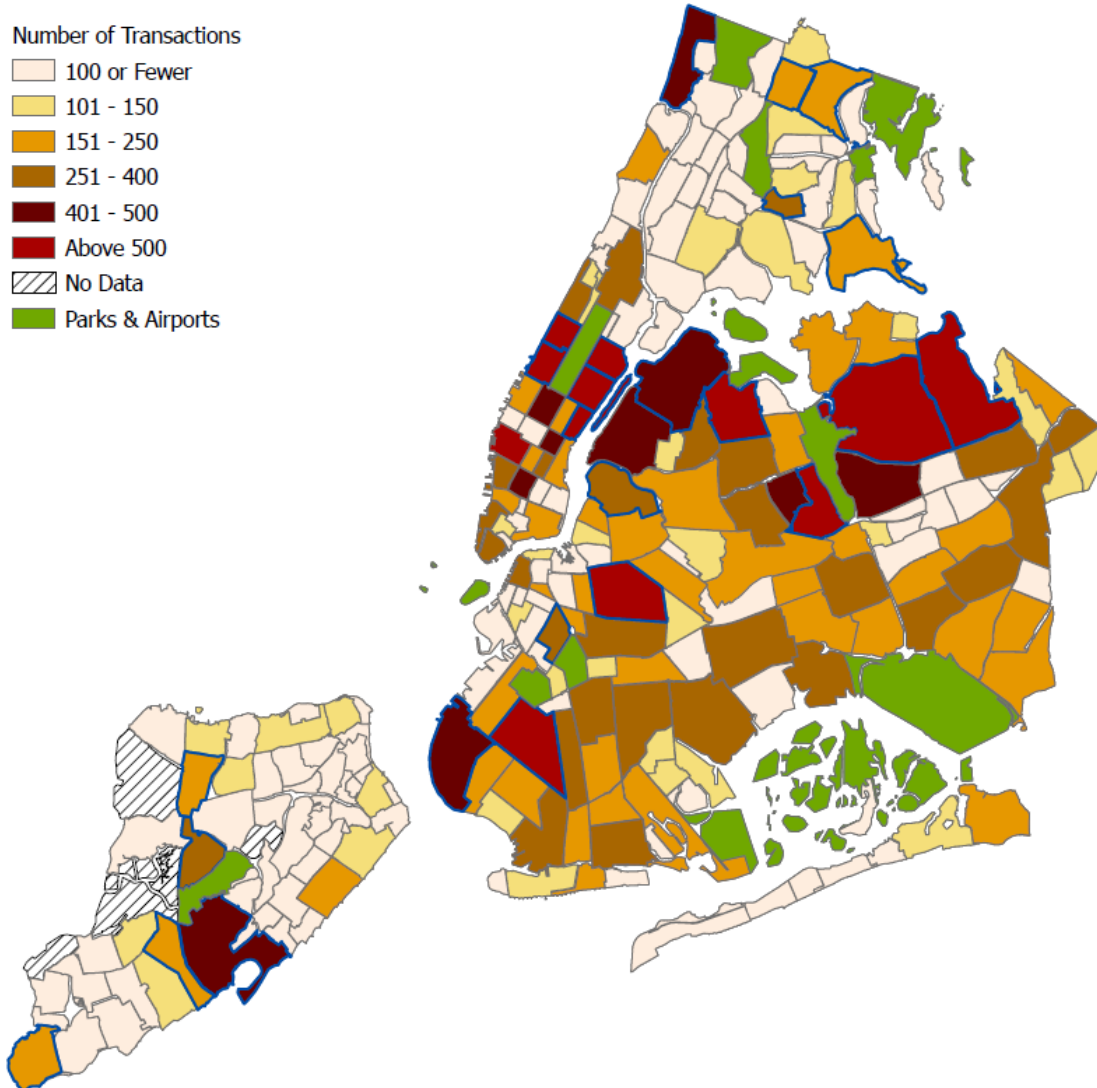 Number of Transactions
100 or Fewer
101 - 150
151 - 250
251 - 400
401 - 500
Above 500
No Data
Parks & Airports